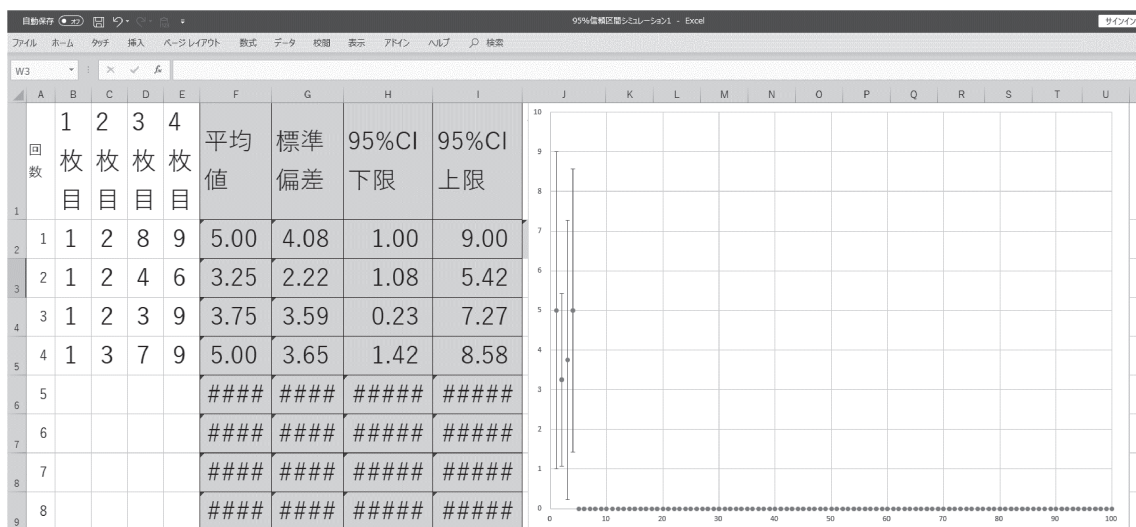 自動保存 オフ 95%信頼区間シミュレーション1 - Excel サインイン
ファイル ホーム タッチ 挿入 ページ レイアウト 数式 データ 校閲 表示 アドイン ヘルプ 検索
W3 fx
A B C D E F G H I J K L M N O P Q R S T U
1 回数 1枚目 2枚目 3枚目 4枚目 平均値 標準偏差 95%CI下限 95%CI上限
2 1 1 2 8 9 5.00 4.08 1.00 9.00
3 2 1 2 4 6 3.25 2.22 1.08 5.42
4 3 1 2 3 9 3.75 3.59 0.23 7.27
5 4 1 3 7 9 5.00 3.65 1.42 8.58
6 5 #### #### ##### #####
7 6 #### #### ##### #####
8 7 #### #### ##### #####
9 8 #### #### ##### #####
10
9
8
7
6
5
4
3
2
1
0
0 10 20 30 40 50 60 70 80 90 100